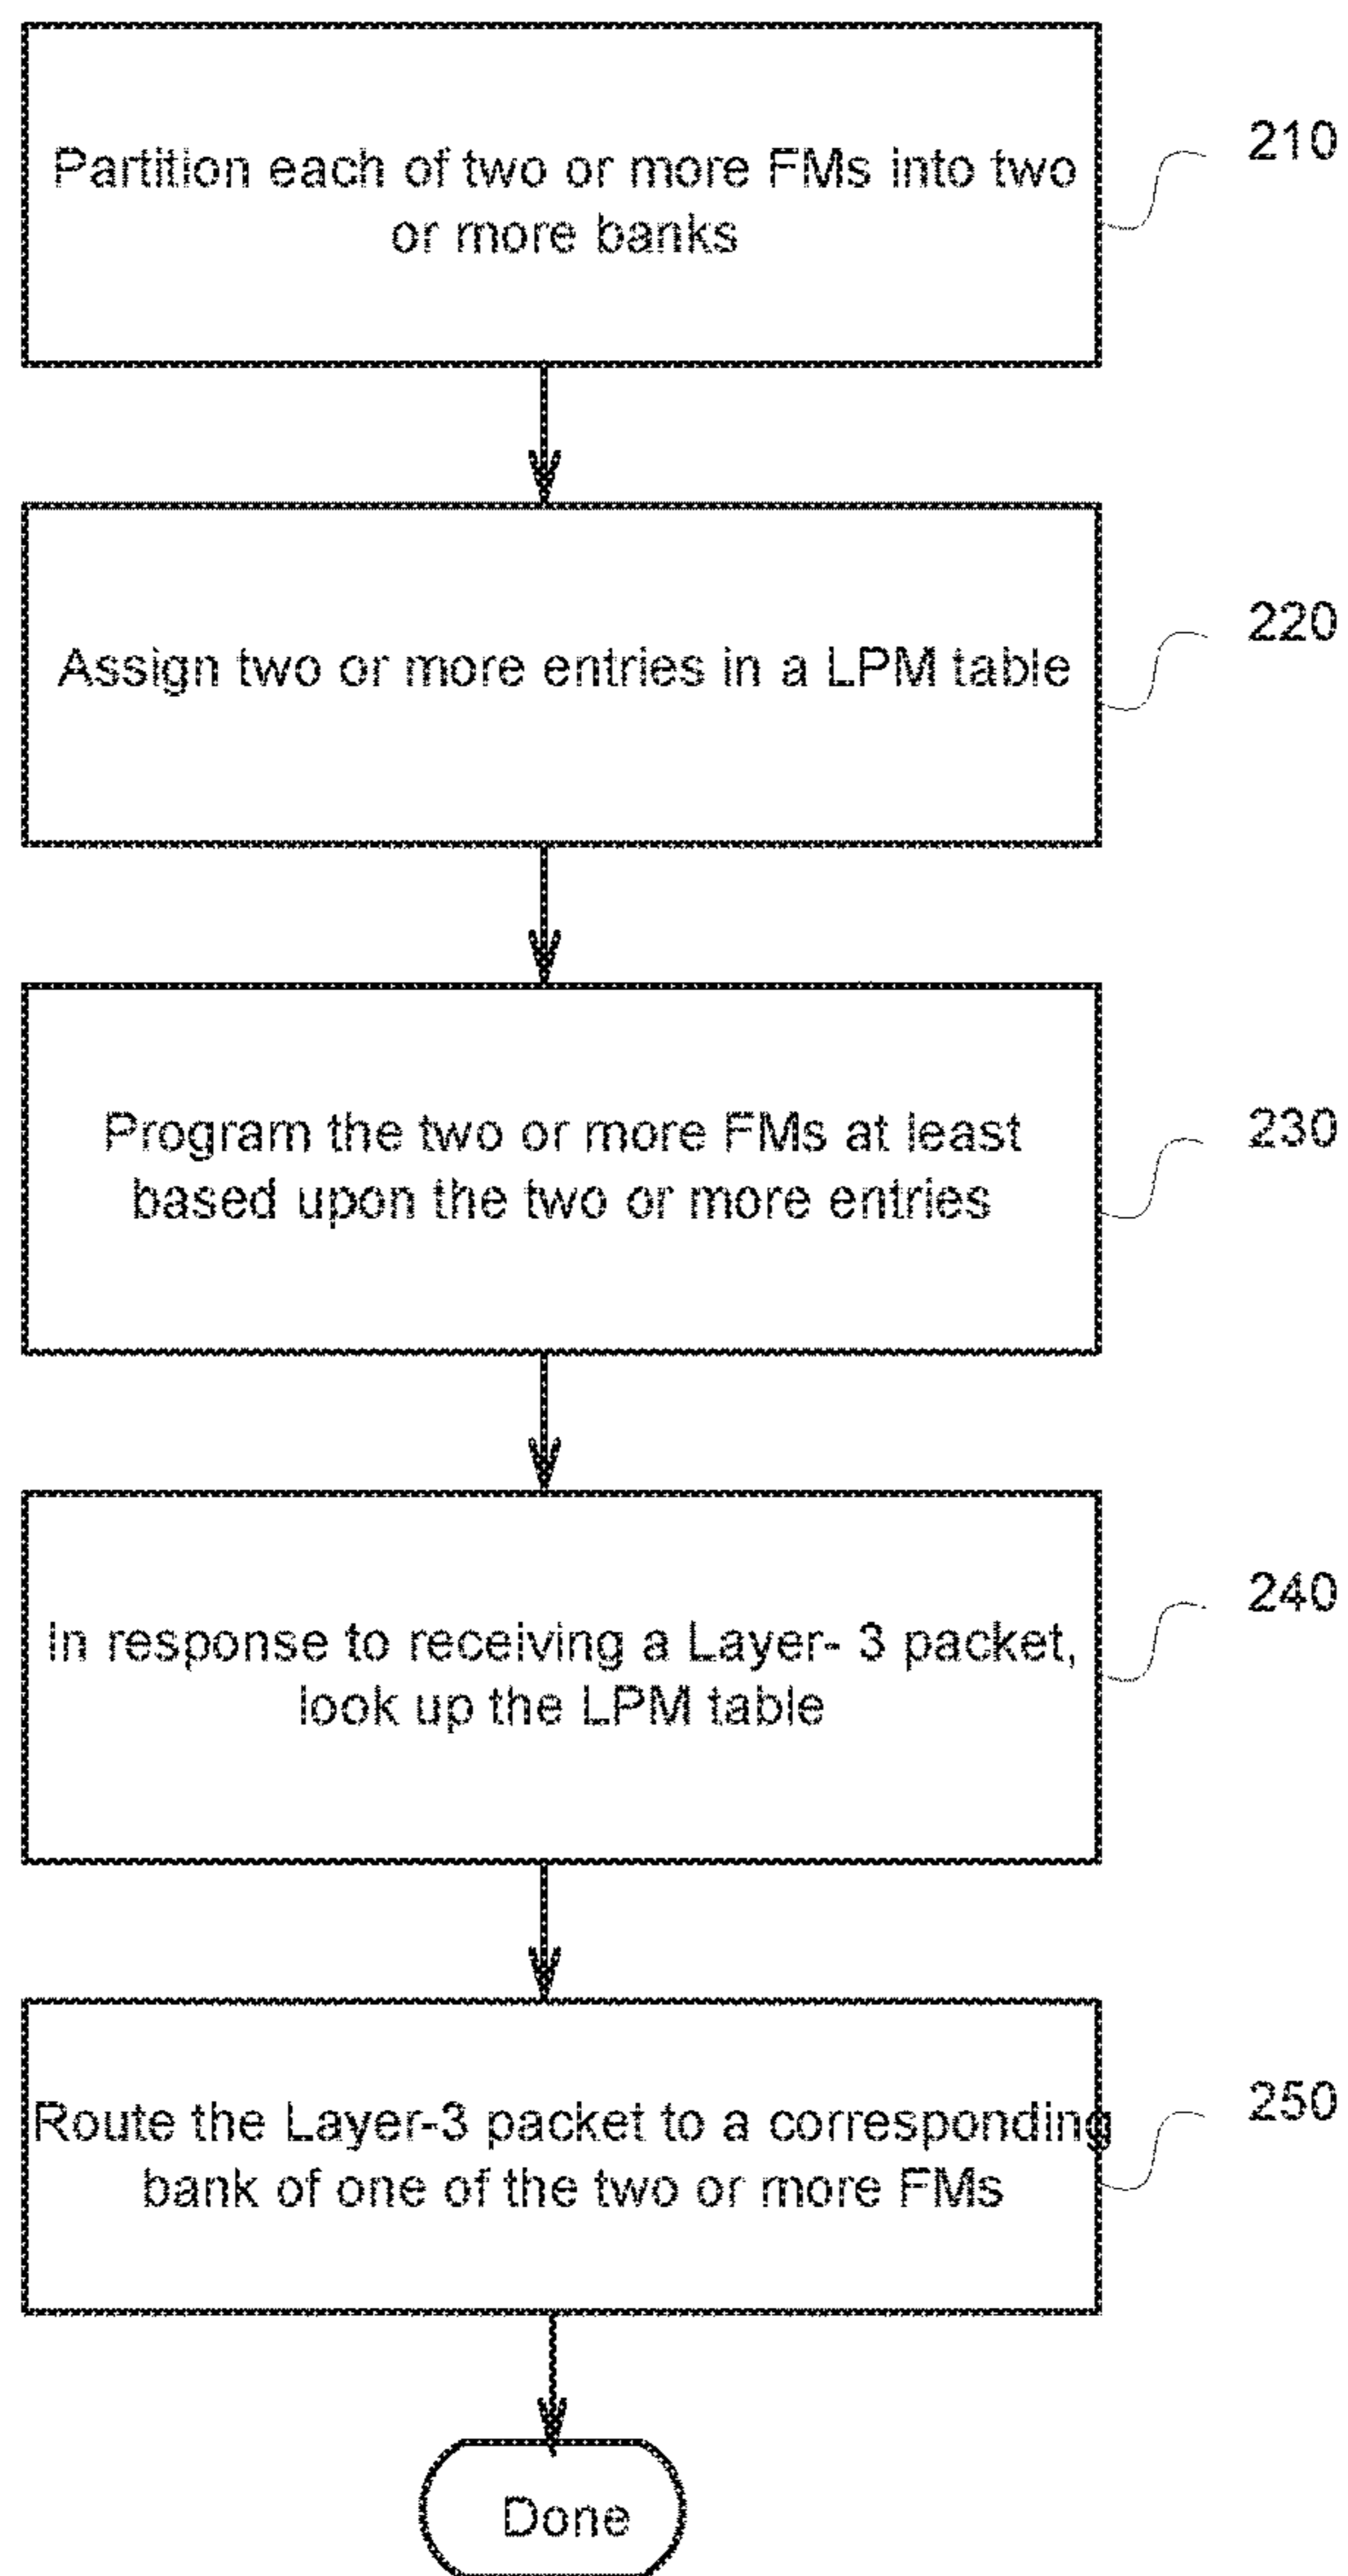 Partition each of two or more FMs into two
or more banks
210
Assign two or more entries in a LPM table
220
Program the two or more FMs at least
based upon the two or more entries
230
In response to receiving a Layer- 3 packet,
look up the LPM table
240
Route the Layer-3 packet to a corresponding
bank of one of the two or more FMs
250
Done